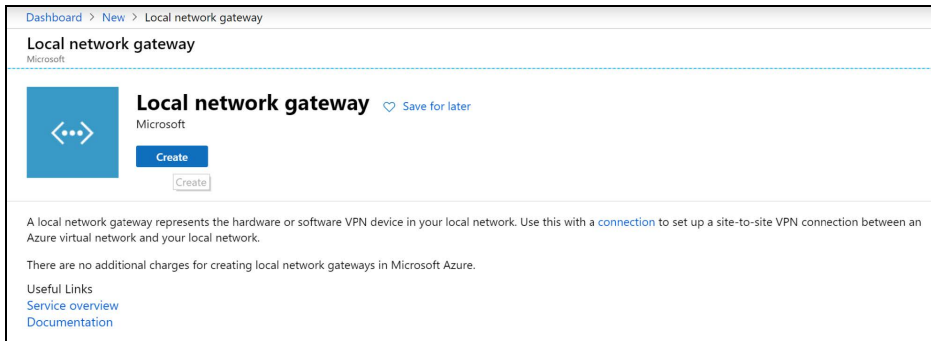 Dashboard > New > Local network gateway
Local network gateway
Microsoft
Local network gateway ♡ Save for later
Microsoft
Create
Create
A local network gateway represents the hardware or software VPN device in your local network. Use this with a connection to set up a site-to-site VPN connection between an
Azure virtual network and your local network.
There are no additional charges for creating local network gateways in Microsoft Azure.
Useful Links
Service overview
Documentation